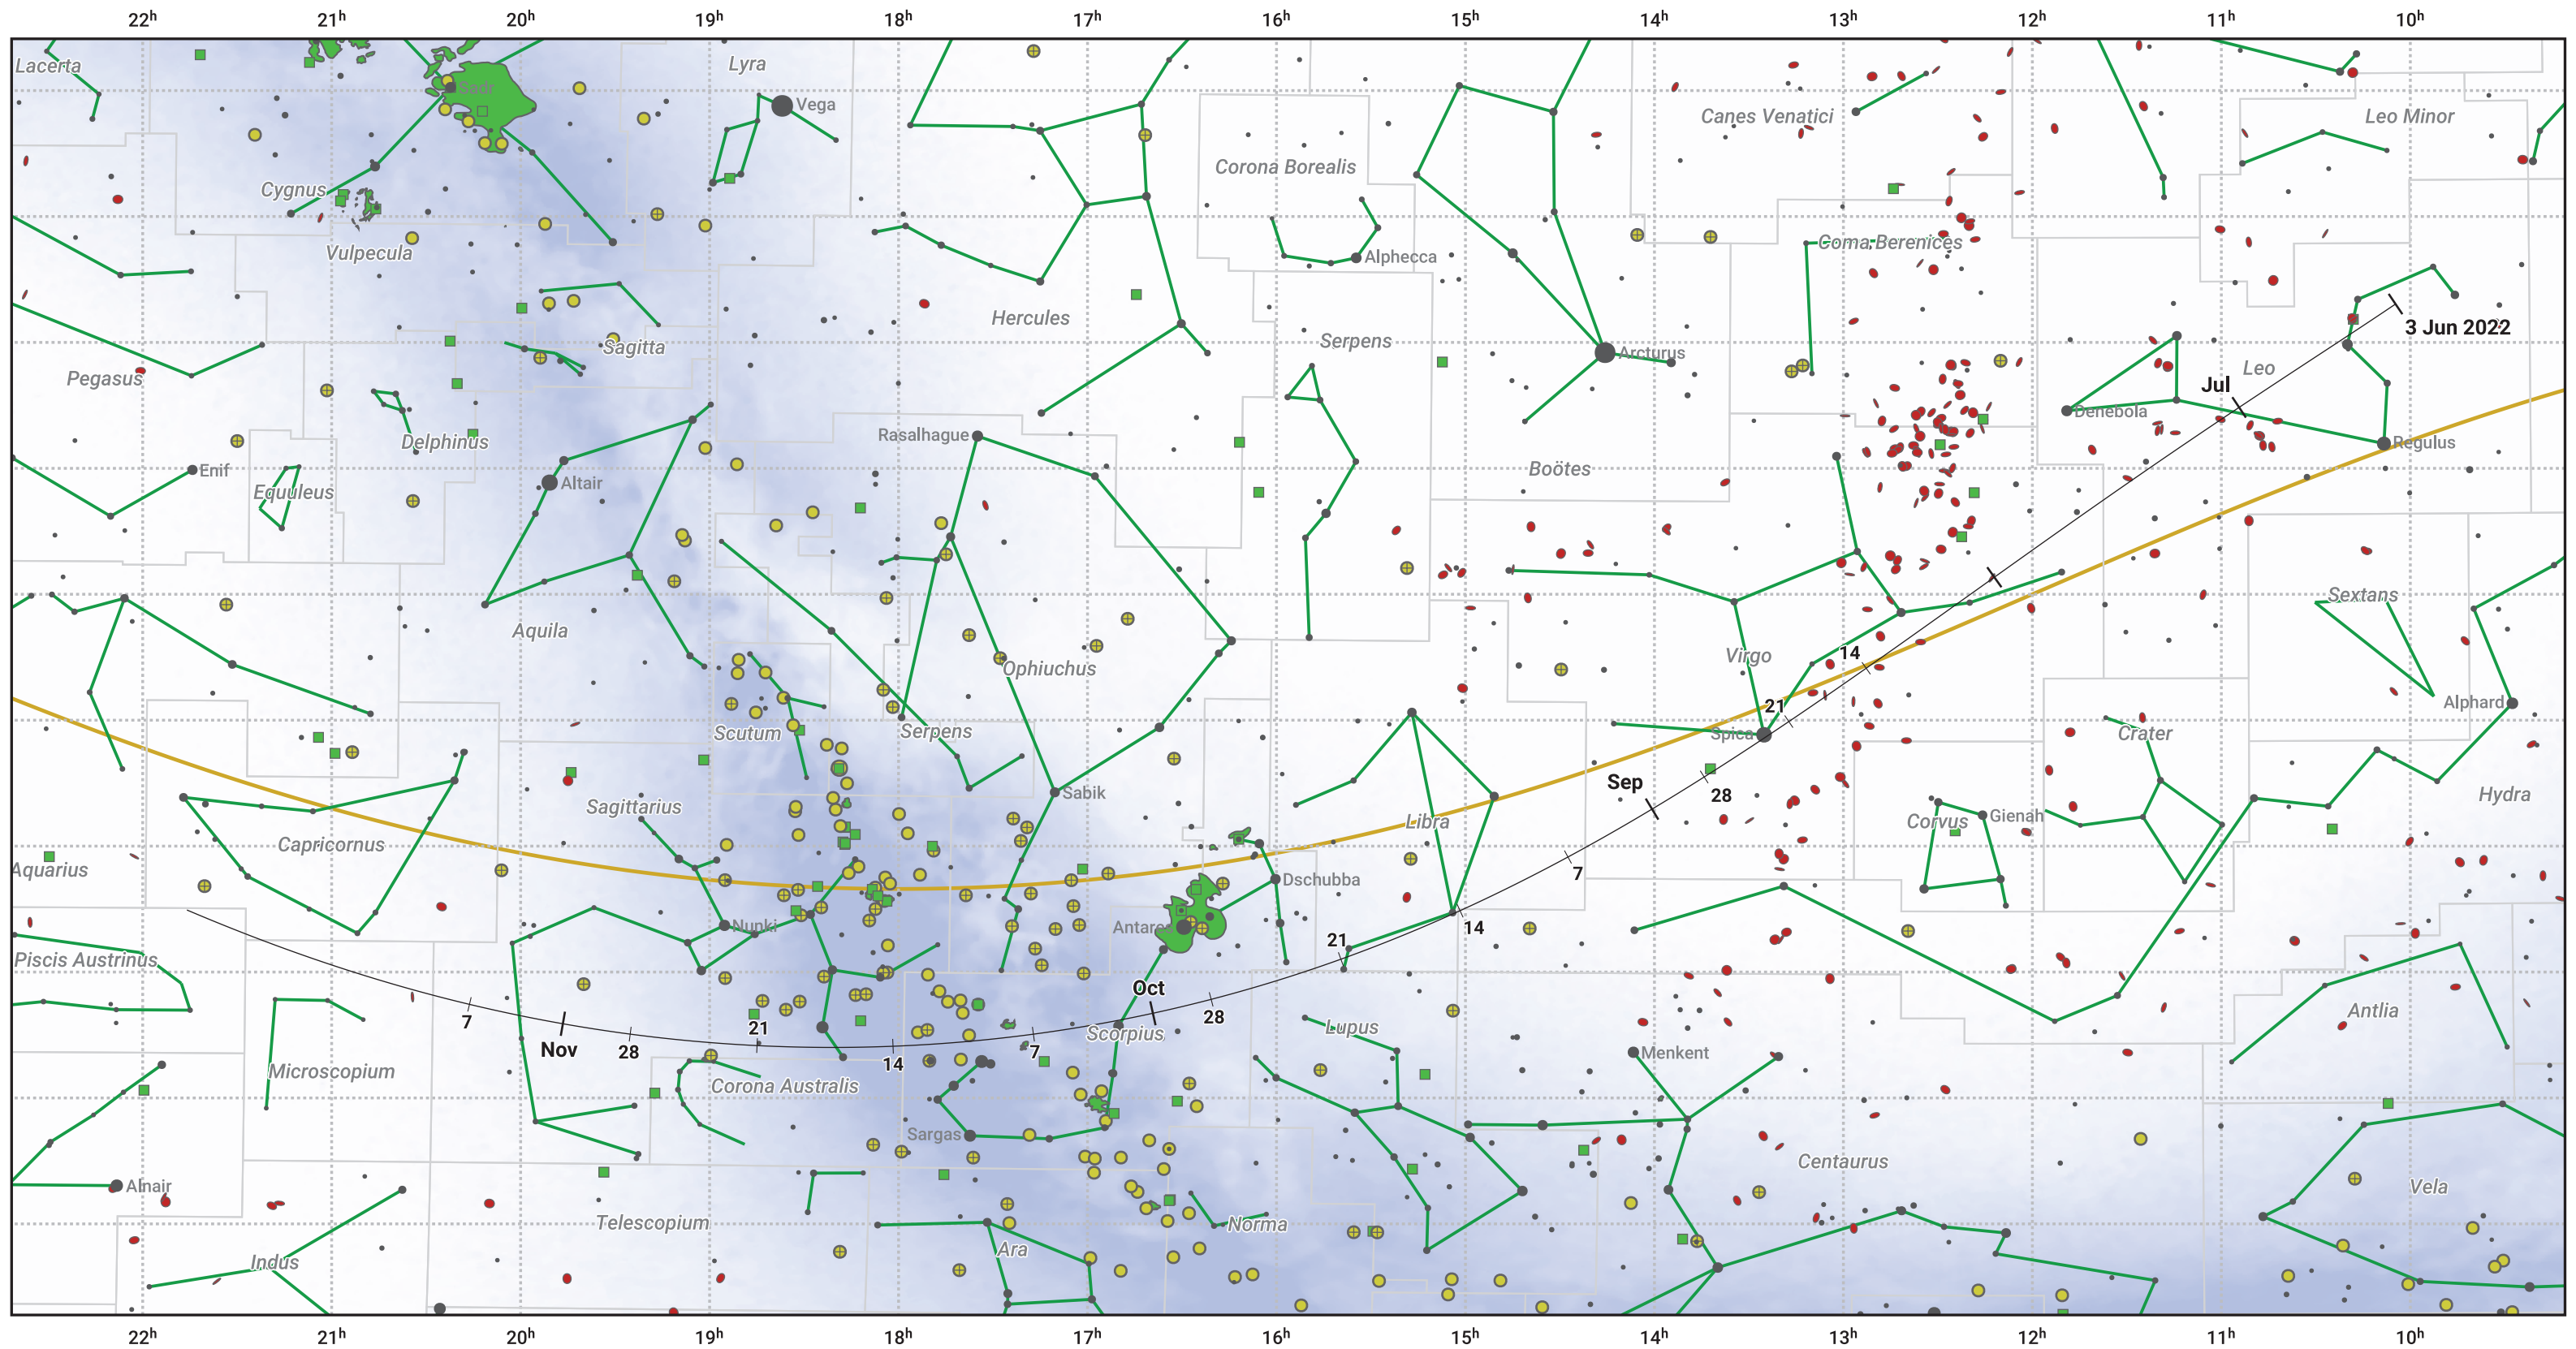 22h 21h 20h 19h 18h 17h 16h 15h 14h 13h 12h 11h 10h
Lacerta
Lyra
Sadr
Vega
Canes Venatici
Leo Minor
Corona Borealis
Cygnus
Vulpecula
Coma Berenices
Alphecca
Hercules
3 Jun 2022
Sagitta
Serpens
Arcturus
Leo
Pegasus
Jul
Denebola
Delphinus
Rasalhague
Regulus
Enif
Boötes
Altair
Equuleus
Sextans
Aquila
14
Virgo
Ophiuchus
Alphard
21
Scutum
Serpens
Spica
Crater
Sep
Sabik
28
Hydra
Sagittarius
Gienah
Libra
Corvus
Capricornus
Aquarius
7
Dschubba
Nunki
Antares
14
21
Piscis Austrinus
Oct
Antlia
28
7
21
Scorpius
Lupus
Nov
28
7
Menkent
14
Microscopium
Corona Australis
Sargas
Centaurus
Alnair
Vela
Telescopium
Norma
Ara
Indus
22h 21h 20h 19h 18h 17h 16h 15h 14h 13h 12h 11h 10h